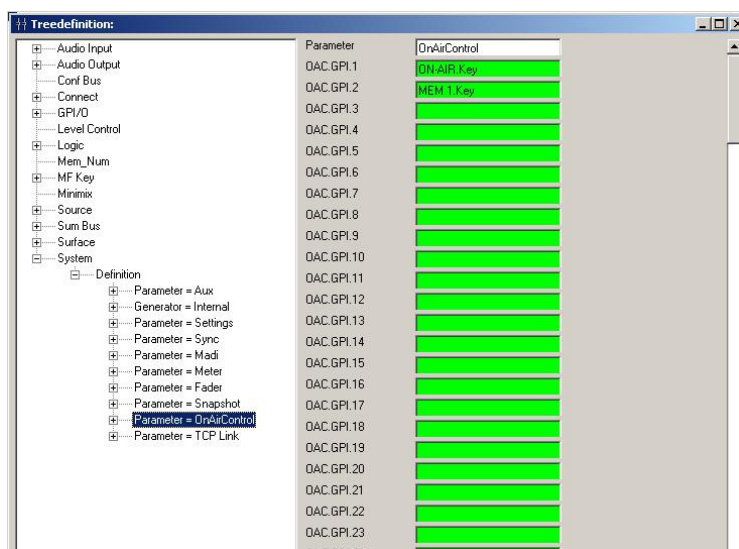 Treedefinition:
Audio Input
Audio Output
Conf Bus
Connect
GPI/O
Level Control
Logic
Mem_Num
MF Key
Minimix
Source
Sum Bus
Surface
System
Definition
Parameter = Aux
Generator = Internal
Parameter = Settings
Parameter = Sync
Parameter = Madi
Parameter = Meter
Parameter = Fader
Parameter = Snapshot
Parameter = OnAirControl
Parameter = TCP Link
Parameter OnAirControl
OAC.GPI.1 ON-AIR.Key
OAC.GPI.2 MEM 1.Key
OAC.GPI.3
OAC.GPI.4
OAC.GPI.5
OAC.GPI.6
OAC.GPI.7
OAC.GPI.8
OAC.GPI.9
OAC.GPI.10
OAC.GPI.11
OAC.GPI.12
OAC.GPI.13
OAC.GPI.14
OAC.GPI.15
OAC.GPI.16
OAC.GPI.17
OAC.GPI.18
OAC.GPI.19
OAC.GPI.20
OAC.GPI.21
OAC.GPI.22
OAC.GPI.23